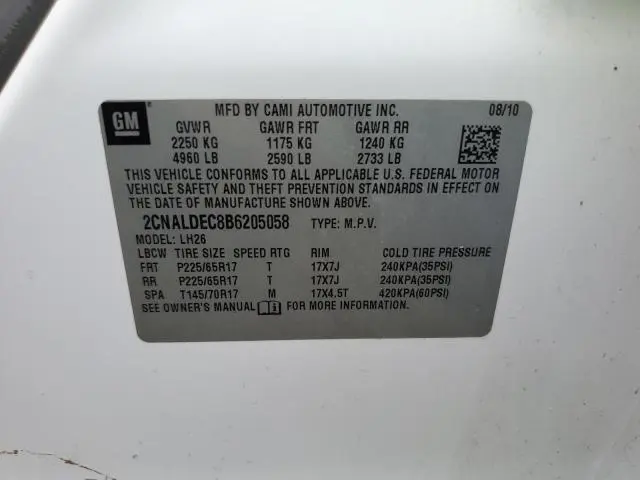 GM
MFD BY CAMI AUTOMOTIVE INC. 08/10
GVWR GAWR FRT GAWR RR
2250 KG 1175 KG 1240 KG
4960 LB 2590 LB 2733 LB
THIS VEHICLE CONFORMS TO ALL APPLICABLE U.S. FEDERAL MOTOR
VEHICLE SAFETY AND THEFT PREVENTION STANDARDS IN EFFECT ON
THE DATE OF MANUFACTURE SHOWN ABOVE.
2CNALDEC8B6205058 TYPE: M.P.V.
MODEL: LH26
LBCW TIRE SIZE SPEED RTG RIM COLD TIRE PRESSURE
FRT P225/65R17 T 17X7J 240KPA(35PSI)
RR P225/65R17 T 17X7J 240KPA(35PSI)
SPA T145/70R17 M 17X4.5T 420KPA(60PSI)
SEE OWNER'S MANUAL FOR MORE INFORMATION.